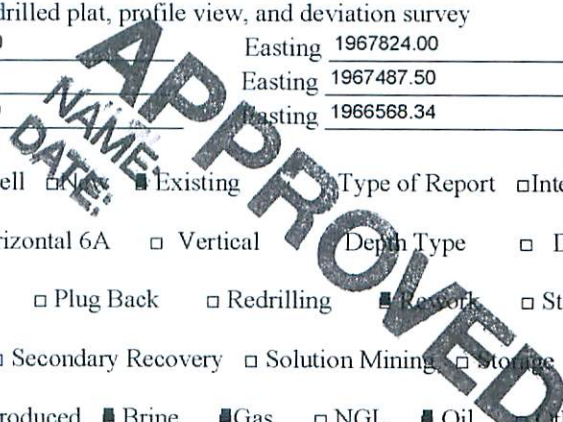 drilled plat, profile view, and deviation survey
Easting 1967824.00
Easting 1967487.50
Easting 1966568.34
APPROVED
NAME:
DATE:
ell □ New ■ Existing Type of Report □
rizontal 6A □ Vertical Depth Type □ D
□ Plug Back □ Redrilling ■ Rework □ St
□ Secondary Recovery □ Solution Mining □ Storage
roduced ■ Brine ■ Gas □ NGL ■ Oil